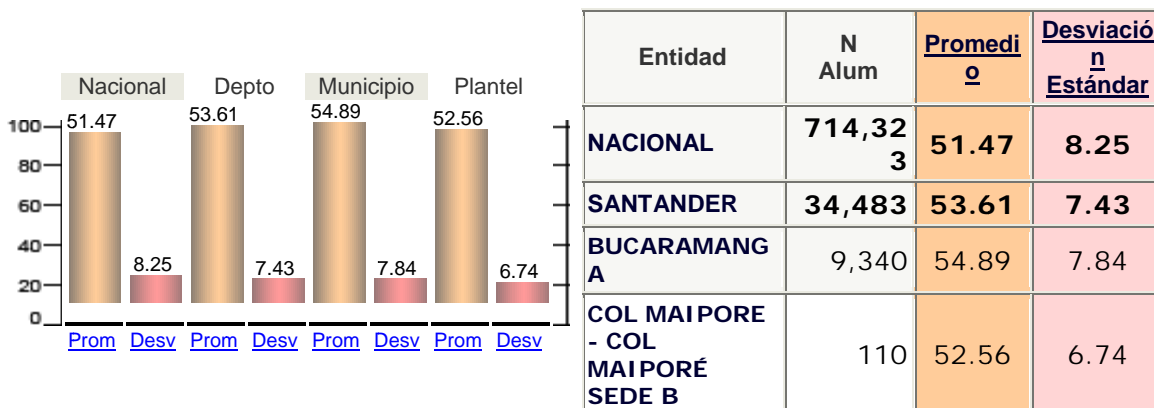 Nacional Depto Municipio Plantel
51.47 53.61 54.89 52.56
100
80
60
40
8.25 7.43 7.84 6.74
20
0
Prom Desv Prom Desv Prom Desv Prom Desv
Entidad
N
Alum
Promedi
o
Desviació
n
Estándar
NACIONAL
714,32
3
51.47
8.25
SANTANDER
34,483
53.61
7.43
BUCARAMANG
A
9,340
54.89
7.84
COL MAIPORE
- COL
MAIPORÉ
SEDE B
110
52.56
6.74